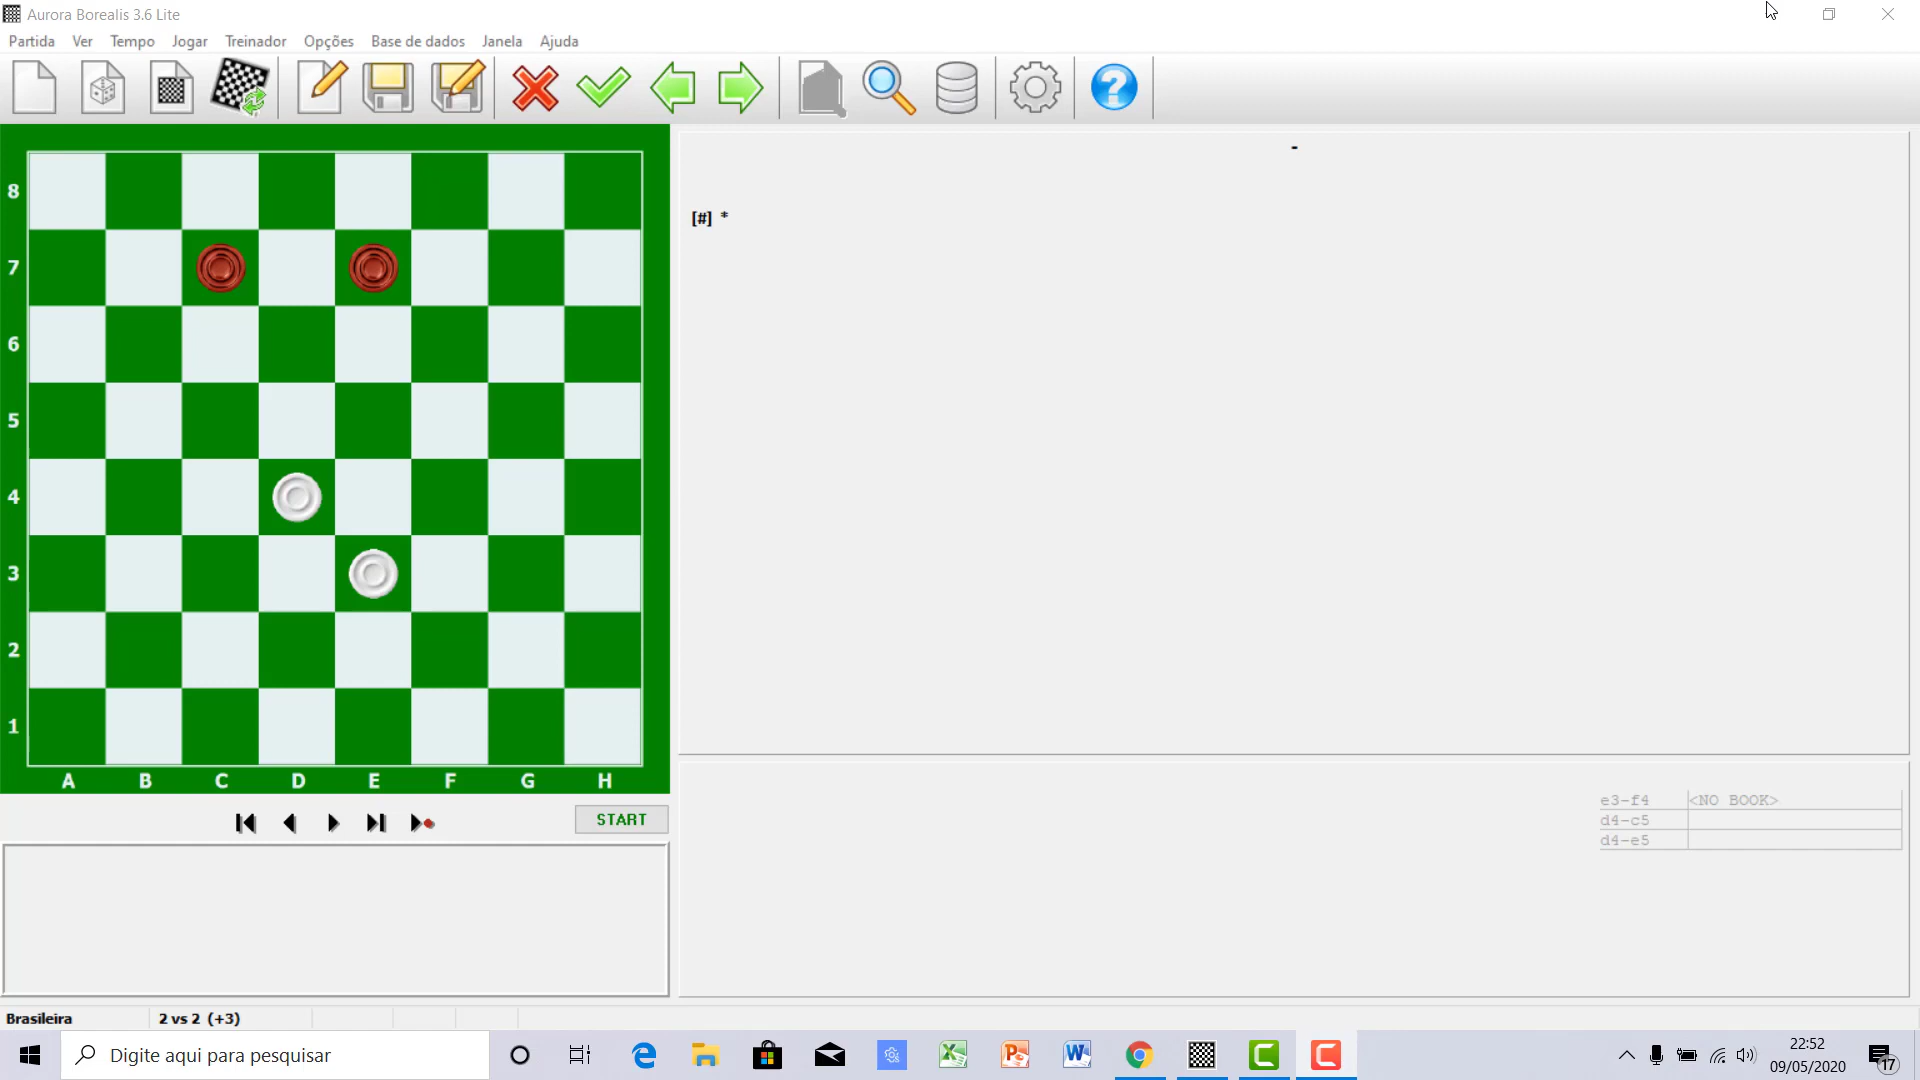 Aurora Borealis 3.6 Lite
Partida Ver Tempo Jogar Treinador Opções Base de dados Janela Ajuda
-
[#] *
8
7
6
5
4
3
2
1
A B C D E F G H
START
e3-f4 <NO BOOK>
d4-c5
d4-e5
Brasileira 2 vs 2 (+3)
Digite aqui para pesquisar
22:52
09/05/2020
17